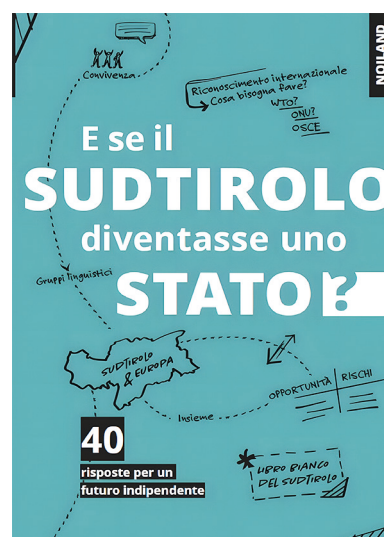 NOILAND
Convivenza
Riconoscimento internazionale
Cosa bisogna fare?
WTO?
ONU?
OSCE
E se il
SUDTIROLO
diventasse uno
STATO?
Gruppi linguistici
SUDTIROLO
& EUROPA
OPPORTUNITÀ
RISCHI
Insieme
40
risposte per un
futuro indipendente
LIBRO BIANCO
DEL SUDTIROLO